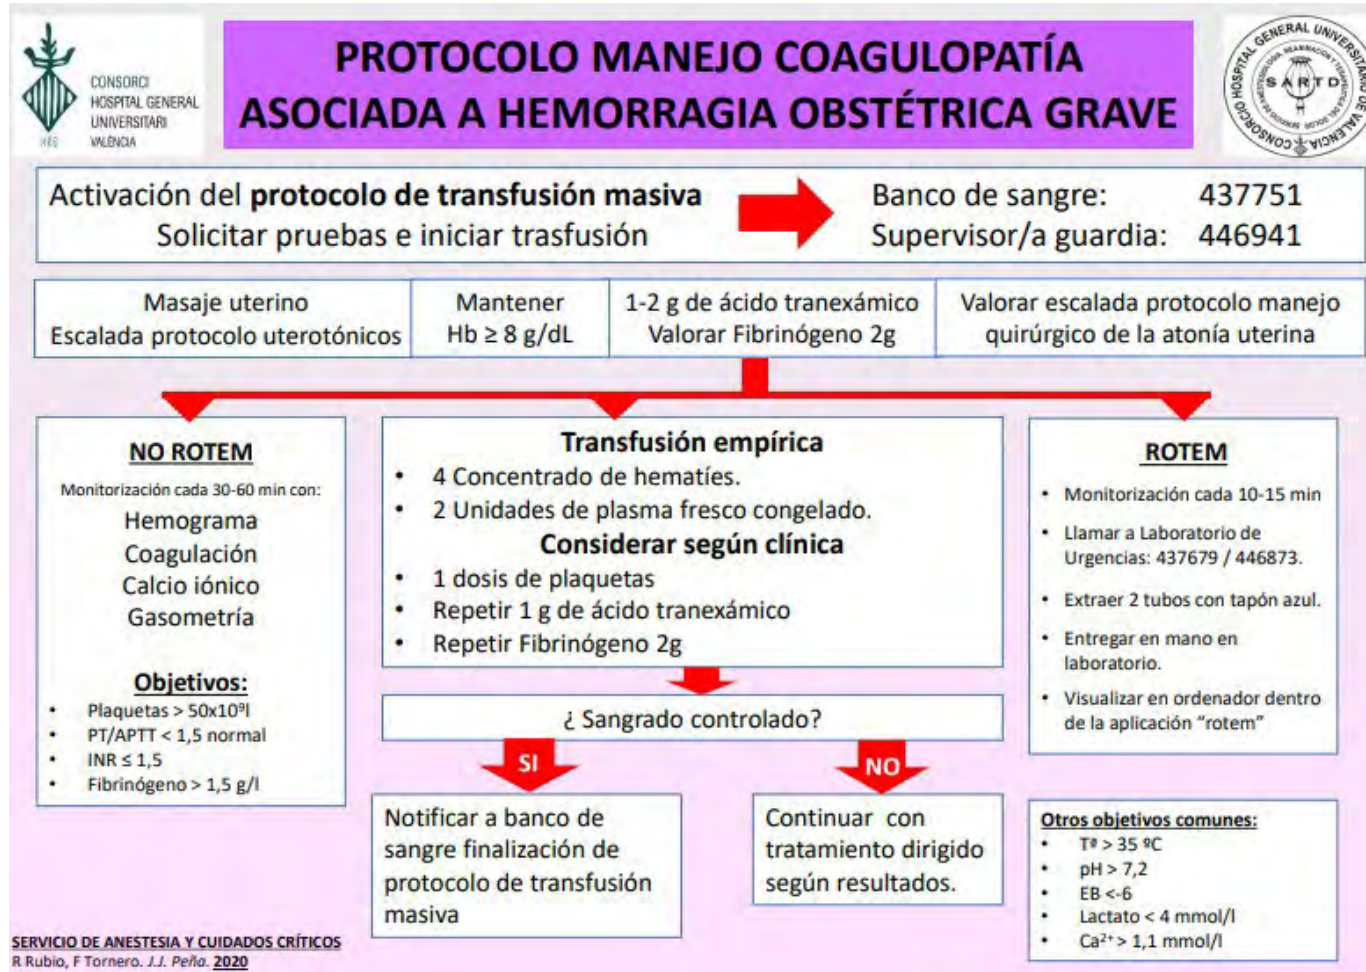 CONSORCI
HOSPITAL GENERAL
UNIVERSITARI
VALÈNCIA
PROTOCOLO MANEJO COAGULOPATÍA
ASOCIADA A HEMORRAGIA OBSTÉTRICA GRAVE
CONSORCIO HOSPITAL GENERAL UNIVERSITARIO DE VALENCIA
SARTD
Activación del protocolo de transfusión masiva
Solicitar pruebas e iniciar trasfusión
Banco de sangre: 437751
Supervisor/a guardia: 446941
Masaje uterino
Escalada protocolo uterotónicos
Mantener
Hb ≥ 8 g/dL
1-2 g de ácido tranexámico
Valorar Fibrinógeno 2g
Valorar escalada protocolo manejo
quirúrgico de la atonía uterina
NO ROTEM
Monitorización cada 30-60 min con:
Hemograma
Coagulación
Calcio iónico
Gasometría
Objetivos:
• Plaquetas > 50x10⁹l
• PT/APTT < 1,5 normal
• INR ≤ 1,5
• Fibrinógeno > 1,5 g/l
Transfusión empírica
• 4 Concentrado de hematíes.
• 2 Unidades de plasma fresco congelado.
Considerar según clínica
• 1 dosis de plaquetas
• Repetir 1 g de ácido tranexámico
• Repetir Fibrinógeno 2g
¿ Sangrado controlado?
SI
NO
Notificar a banco de
sangre finalización de
protocolo de transfusión
masiva
Continuar con
tratamiento dirigido
según resultados.
ROTEM
• Monitorización cada 10-15 min
• Llamar a Laboratorio de
Urgencias: 437679 / 446873.
• Extraer 2 tubos con tapón azul.
• Entregar en mano en
laboratorio.
• Visualizar en ordenador dentro
de la aplicación “rotem”
Otros objetivos comunes:
• Tª > 35 ºC
• pH > 7,2
• EB <-6
• Lactato < 4 mmol/l
• Ca²⁺ > 1,1 mmol/l
SERVICIO DE ANESTESIA Y CUIDADOS CRÍTICOS
R Rubio, F Tornero. J.J. Peña. 2020